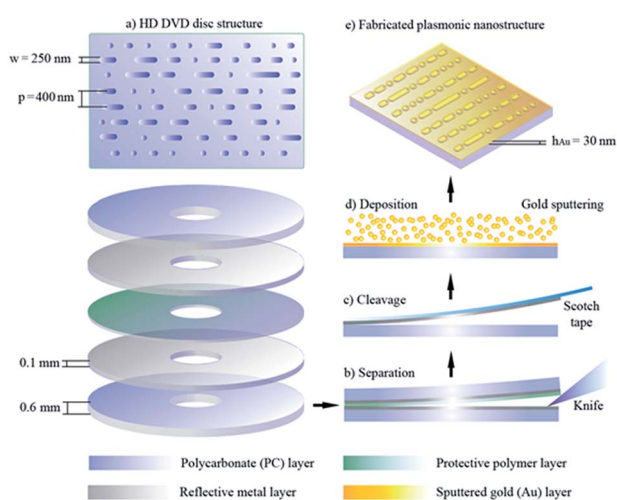 a) HD DVD disc structure
w = 250 nm
p=400nm
0.1 mm
0.6 mm
e) Fabricated plasmonic nanostructure
hAu = 30 nm
d) Deposition Gold sputtering
c) Cleavage
Scotch
tape
b) Separation
Knife
Polycarbonate (PC) layer
Protective polymer layer
Reflective metal layer
Sputtered gold (Au) layer